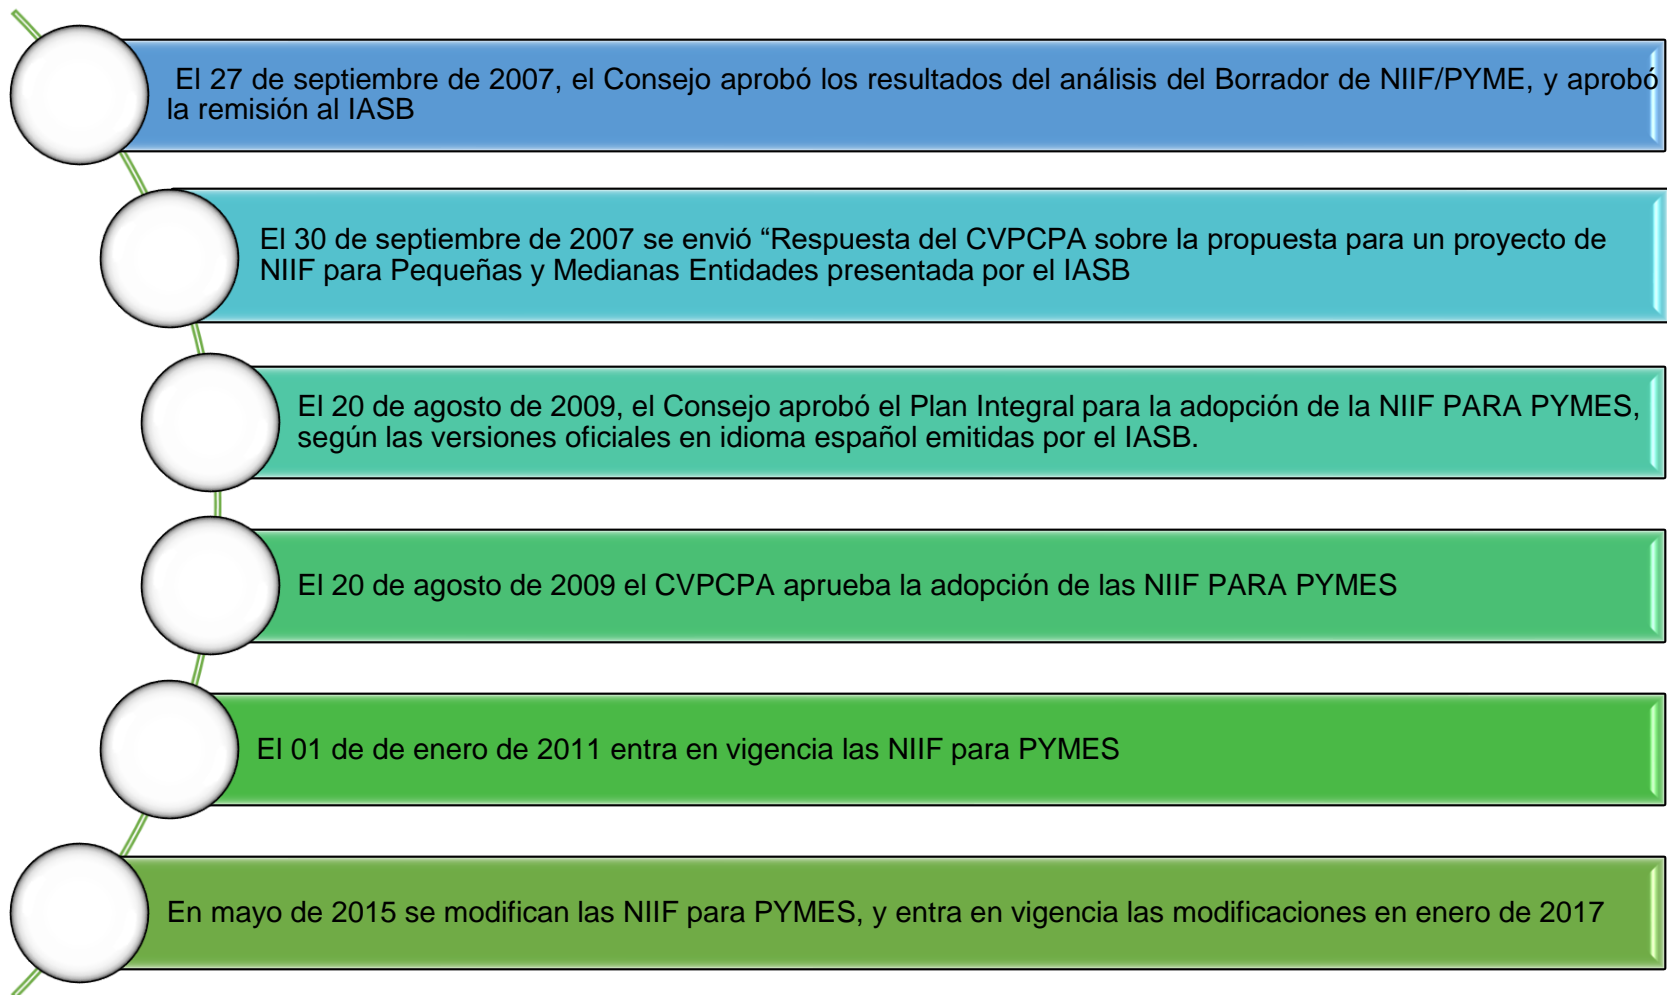 El 27 de septiembre de 2007, el Consejo aprobó los resultados del análisis del Borrador de NIIF/PYME, y aprobó
la remisión al IASB
El 30 de septiembre de 2007 se envió “Respuesta del CVPCPA sobre la propuesta para un proyecto de
NIIF para Pequeñas y Medianas Entidades presentada por el IASB
El 20 de agosto de 2009, el Consejo aprobó el Plan Integral para la adopción de la NIIF PARA PYMES,
según las versiones oficiales en idioma español emitidas por el IASB.
El 20 de agosto de 2009 el CVPCPA aprueba la adopción de las NIIF PARA PYMES
El 01 de de enero de 2011 entra en vigencia las NIIF para PYMES
En mayo de 2015 se modifican las NIIF para PYMES, y entra en vigencia las modificaciones en enero de 2017